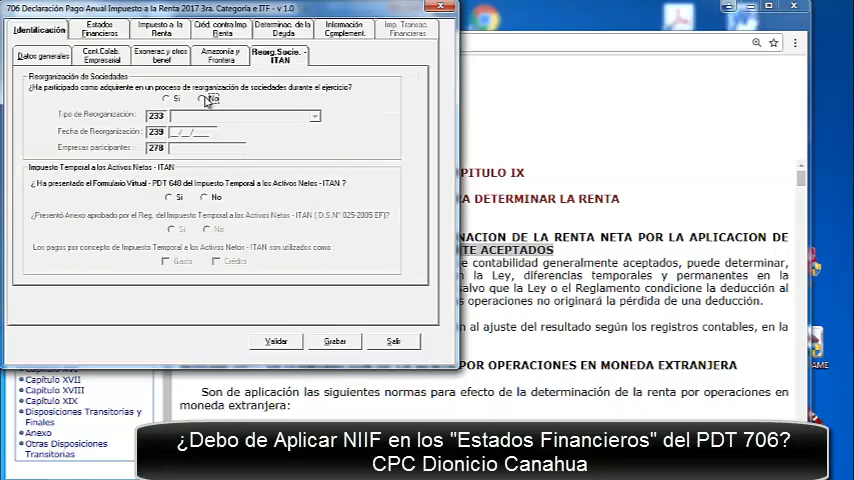 706 Declaración Pago Anual Impuesto a la Renta 2017 3ra. Categoría e ITF - v 1.0
Identificación
Estados Financieros
Impuesto a la Renta
Créd. contra Imp. Renta
Determinac. de la Deuda
Información Complement.
Imp. Transac. Financieras
Datos generales
Cont.Colab. Empresarial
Exonerac.y otros benef
Amazonía y Frontera
Reorg.Socie. - ITAN
Reorganización de Sociedades
¿Ha participado como adquirente en un proceso de reorganización de sociedades durante el ejercicio?
Si No
Tipo de Reorganización : 233
Fecha de Reorganización : 239 __/__/____
Empresas participantes : 278
Impuesto Temporal a los Activos Netos - ITAN
¿ Ha presentado el Formulario Virtual - PDT 648 del Impuesto Temporal a los Activos Netos - ITAN ?
Si No
¿Presentó Anexo aprobado por el Reg. del Impuesto Temporal a los Activos Netos - ITAN ( D.S.N° 025-2005 EF)?
Si No
Los pagos por concepto de Impuesto Temporal a los Activos Netos - ITAN son utilizados como :
Gasto Crédito
Validar Grabar Salir
PITULO IX
A DETERMINAR LA RENTA
NACION DE LA RENTA NETA POR LA APLICACION DE
TE ACEPTADOS
e contabilidad generalmente aceptados, puede determinar,
n la Ley, diferencias temporales y permanentes en la
salvo que la Ley o el Reglamento condicione la deducción al
s operaciones no originará la pérdida de una deducción.
n al ajuste del resultado según los registros contables, en la
POR OPERACIONES EN MONEDA EXTRANJERA
Son de aplicación las siguientes normas para efecto de la determinación de la renta por operaciones en
moneda extranjera:
Capítulo XVII
Capítulo XVIII
Capítulo XIX
Disposiciones Transitorias y
Finales
Anexo
Otras Disposiciones
Transitorias
AME
¿Debo de Aplicar NIIF en los "Estados Financieros" del PDT 706?
CPC Dionicio Canahua